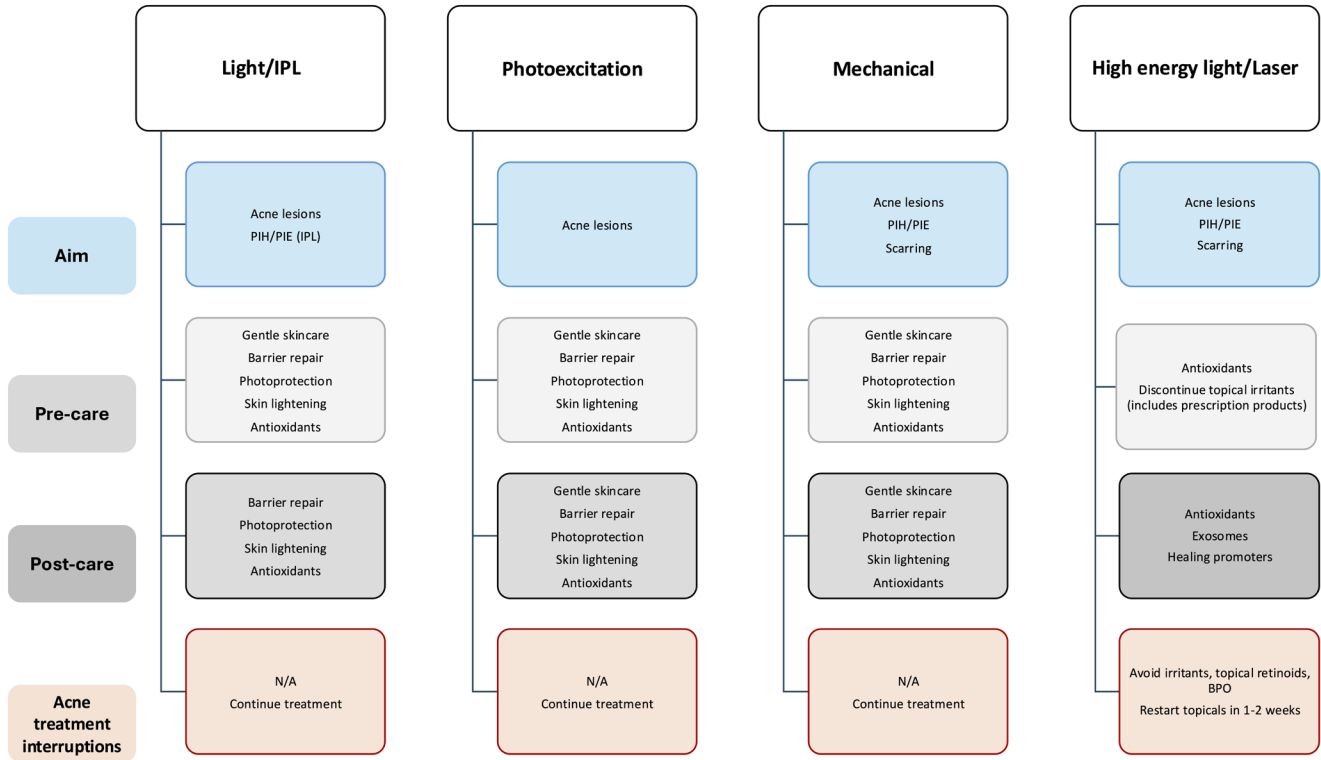 Light/IPL
Photoexcitation
Mechanical
High energy light/Laser
Aim
Acne lesions
PIH/PIE (IPL)
Acne lesions
Acne lesions
PIH/PIE
Scarring
Acne lesions
PIH/PIE
Scarring
Pre-care
Gentle skincare
Barrier repair
Photoprotection
Skin lightening
Antioxidants
Gentle skincare
Barrier repair
Photoprotection
Skin lightening
Antioxidants
Gentle skincare
Barrier repair
Photoprotection
Skin lightening
Antioxidants
Antioxidants
Discontinue topical irritants
(includes prescription products)
Post-care
Barrier repair
Photoprotection
Skin lightening
Antioxidants
Gentle skincare
Barrier repair
Photoprotection
Skin lightening
Antioxidants
Gentle skincare
Barrier repair
Photoprotection
Skin lightening
Antioxidants
Antioxidants
Exosomes
Healing promoters
Acne
treatment
interruptions
N/A
Continue treatment
N/A
Continue treatment
N/A
Continue treatment
Avoid irritants, topical retinoids,
BPO
Restart topicals in 1-2 weeks